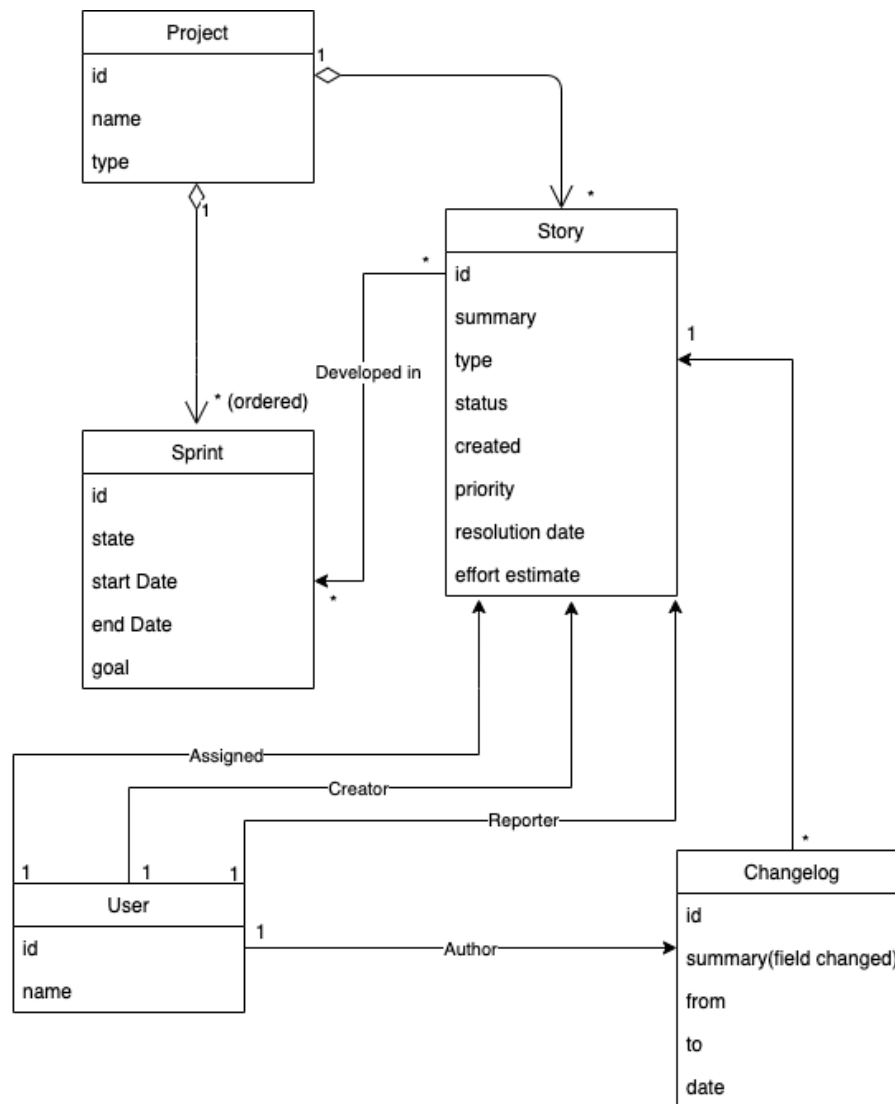 Project
id
name
type
1
1
*
* (ordered)
Story
id
summary
type
status
created
priority
resolution date
effort estimate
*
Developed in
*
1
Sprint
id
state
start Date
end Date
goal
Assigned
Creator
Reporter
1
1
1
*
User
id
name
1
Author
Changelog
id
summary(field changed)
from
to
date